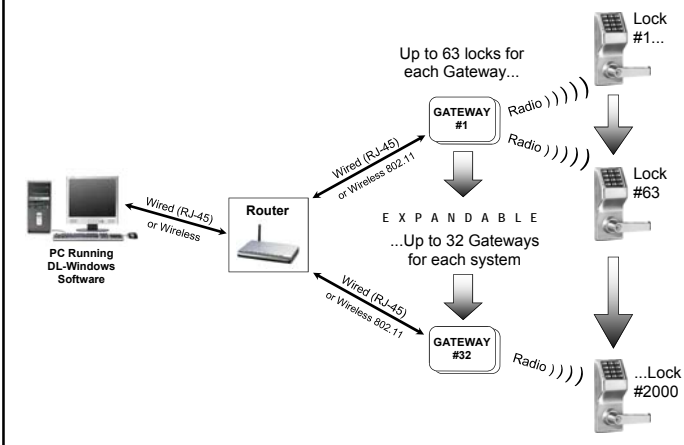 Lock
#1...
Up to 63 locks for
each Gateway...
Radio ) ) ) ) )
GATEWAY
#1
Radio ) ) ) ) )
Wired (RJ-45)
or Wireless 802.11
Lock
#63
Wired (RJ-45)
or Wireless
Router
PC Running
DL-Windows
Software
E X P A N D A B L E
...Up to 32 Gateways
for each system
Wired (RJ-45)
or Wireless 802.11
GATEWAY
#32
Radio ) ) ) )
...Lock
#2000